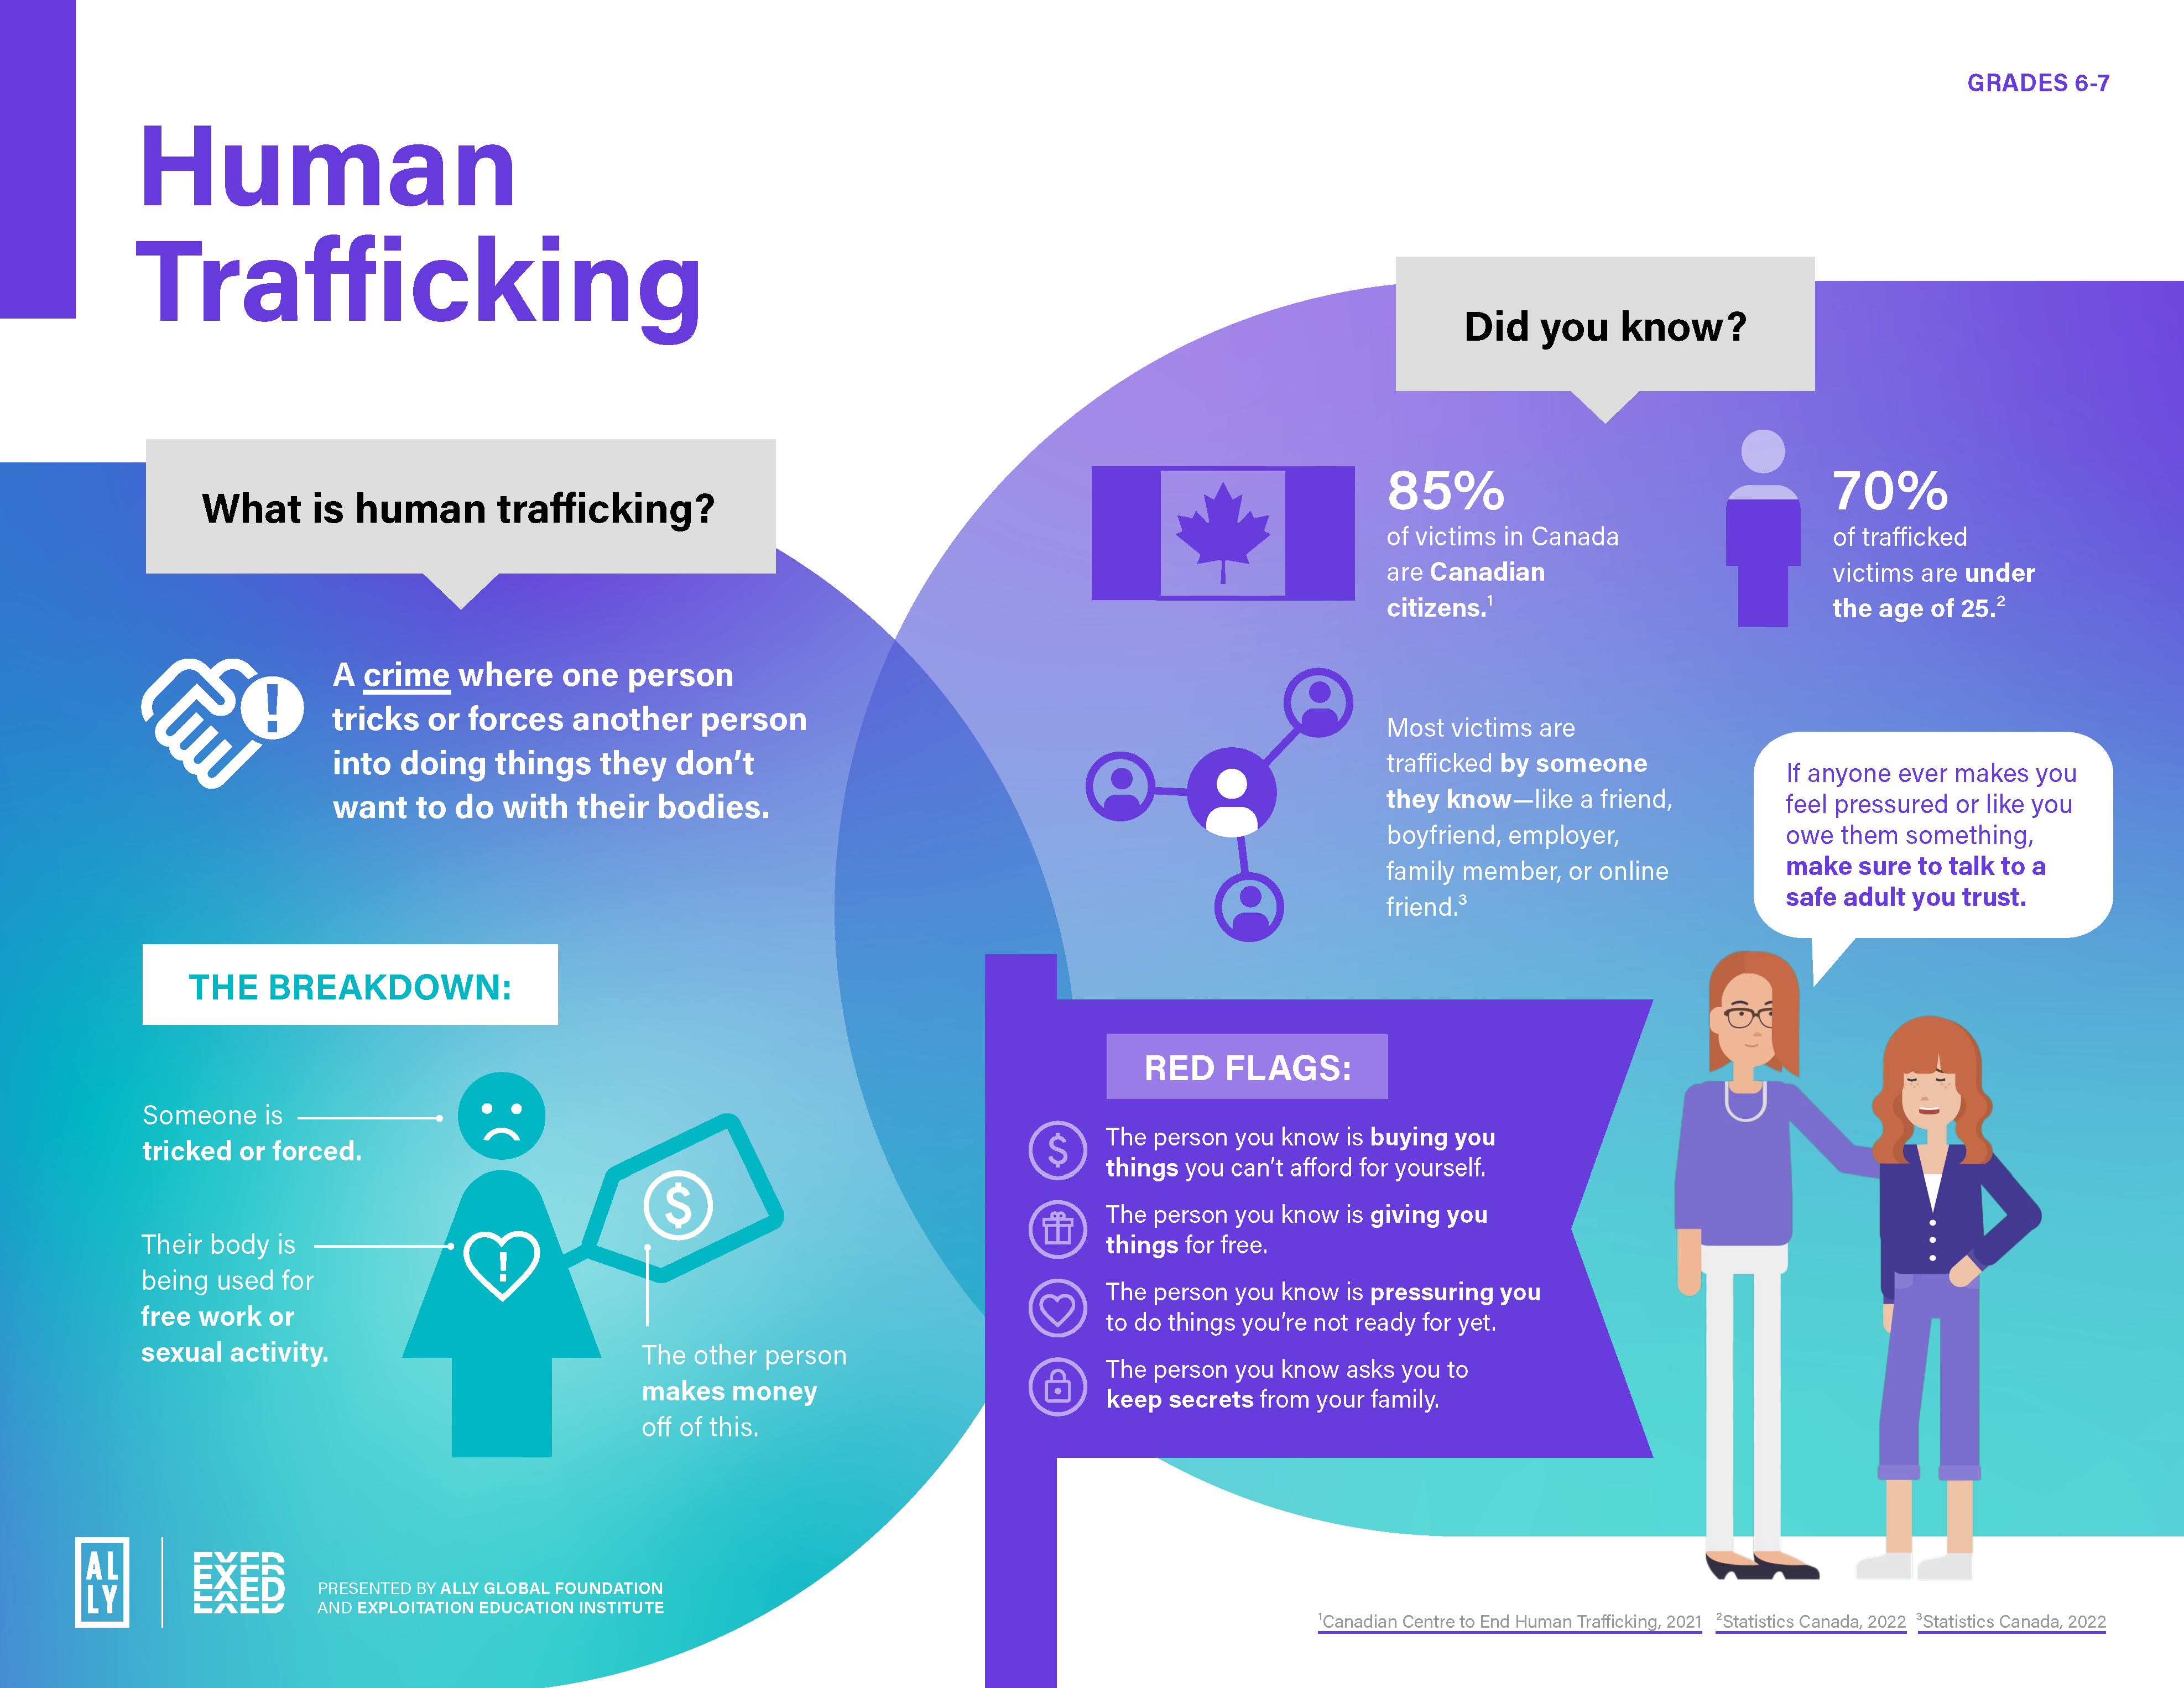 GRADES 6-7
Human
Trafficking
What is human trafficking?
A crime where one person
tricks or forces another person
into doing things they don't
want to do with their bodies.
THE BREAKDOWN:
Someone is
tricked or forced.
Their body is
being used for
free work or
sexual activity.
$
!
!
The other person
makes money
off of this.
Did you know?
85%
of victims in Canada
are Canadian
citizens.¹
70%
of trafficked
victims are under
the age of 25.²
Most victims are
trafficked by someone
they know—like a friend,
boyfriend, employer,
family member, or online
friend.³
If anyone ever makes you
feel pressured or like you
owe them something,
make sure to talk to a
safe adult you trust.
RED FLAGS:
$
The person you know is buying you
things you can't afford for yourself.
The person you know is giving you
things for free.
The person you know is pressuring you
to do things you're not ready for yet.
The person you know asks you to
keep secrets from your family.
AL
LY
EXED
EXED
EXED
PRESENTED BY ALLY GLOBAL FOUNDATION
AND EXPLOITATION EDUCATION INSTITUTE
¹Canadian Centre to End Human Trafficking, 2021 ²Statistics Canada, 2022 ³Statistics Canada, 2022